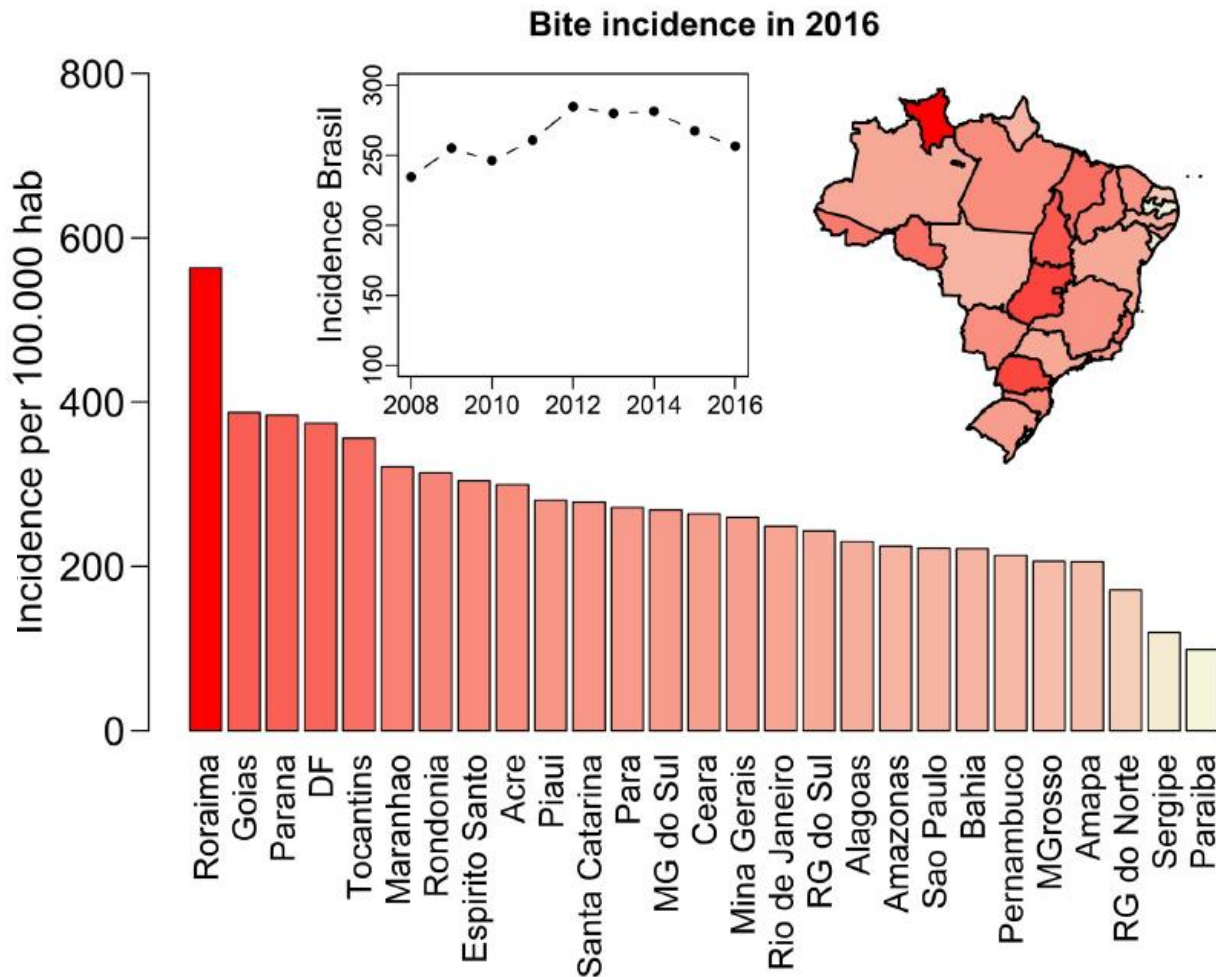 Bite incidence in 2016
Incidence per 100.000 hab
800
600
400
200
0
Incidence Brasil
300
250
200
150
100
2008
2010
2012
2014
2016
Roraima
Goias
Parana
DF
Tocantins
Maranhao
Rondonia
Espirito Santo
Acre
Piaui
Santa Catarina
Para
MG do Sul
Ceara
Mina Gerais
Rio de Janeiro
RG do Sul
Alagoas
Amazonas
Sao Paulo
Bahia
Pernambuco
MGrosso
Amapa
RG do Norte
Sergipe
Paraiba